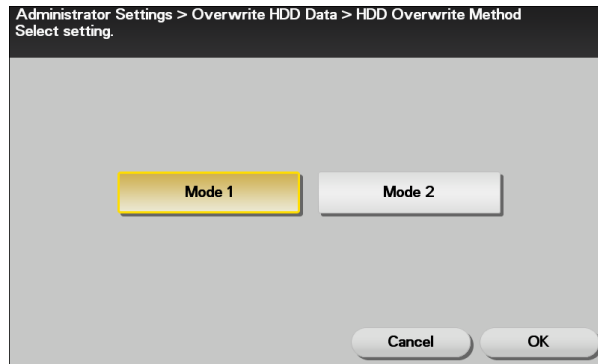 Administrator Settings > Overwrite HDD Data > HDD Overwrite Method
Select setting.
Mode 1
Mode 2
Cancel
OK